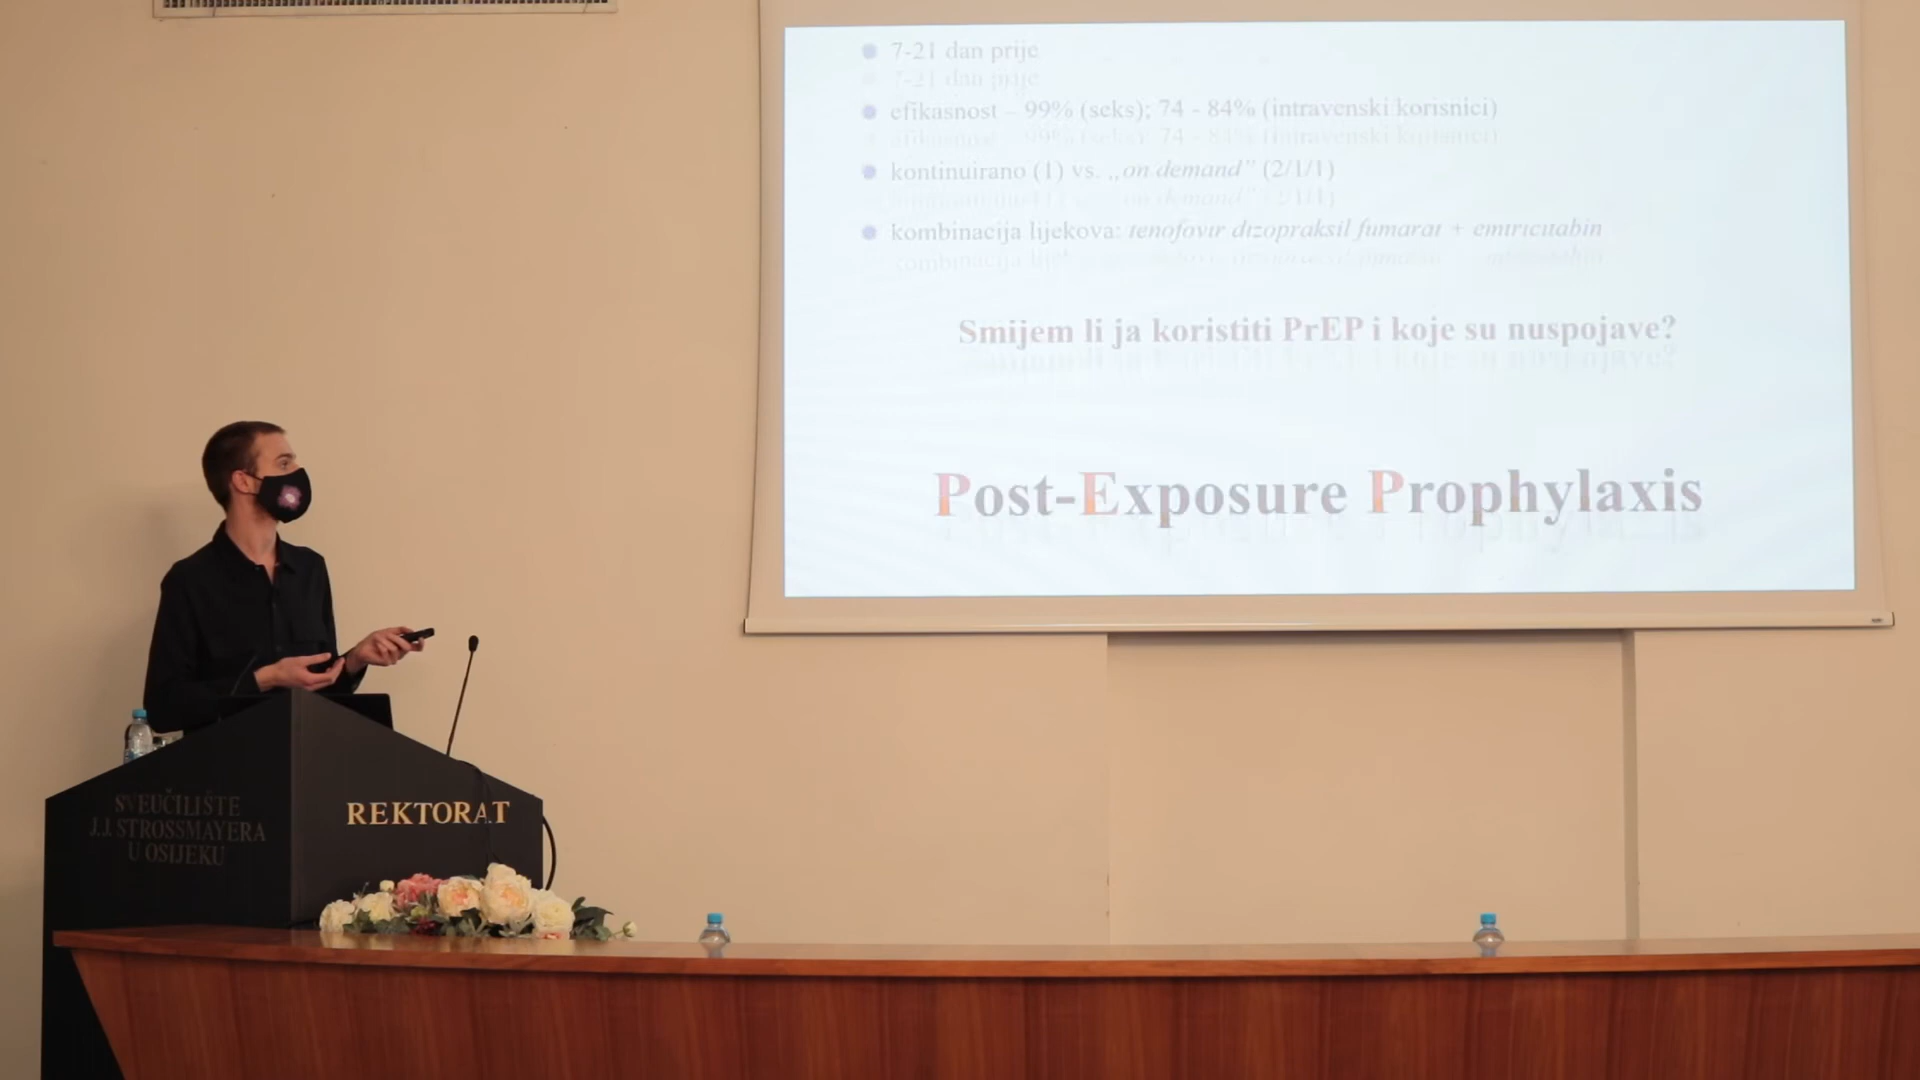 7-21 dan prije
efikasnost – 99% (seks); 74 - 84% (intravenski korisnici)
kontinuirano (1) vs. „on demand” (2/1/1)
kombinacija lijekova: tenofovir dizopraksil fumarat + emtricitabin
Smijem li ja koristiti PrEP i koje su nuspojave?
Post-Exposure Prophylaxis
SVEUČILIŠTE
J.J. STROSSMAYERA
U OSIJEKU
REKTORAT